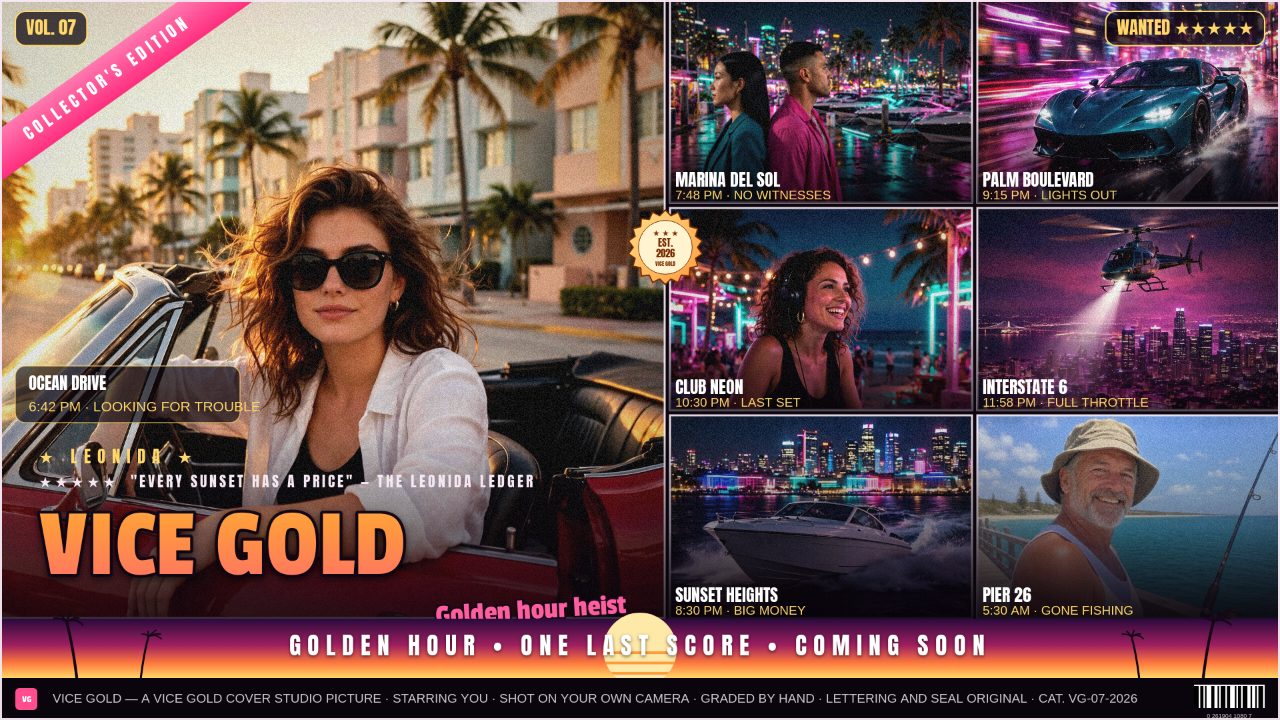 VOL. 07
COLLECTOR'S EDITION
OCEAN DRIVE
6:42 PM · LOOKING FOR TROUBLE
★ LEONIDA ★
★★★★★ "EVERY SUNSET HAS A PRICE" — THE LEONIDA LEDGER
VICE GOLD
Golden hour heist
MARINA DEL SOL
7:48 PM · NO WITNESSES
WANTED ★★★★★
PALM BOULEVARD
9:15 PM · LIGHTS OUT
★ ★ ★
EST.
2026
VICE GOLD
CLUB NEON
10:30 PM · LAST SET
INTERSTATE 6
11:58 PM · FULL THROTTLE
SUNSET HEIGHTS
8:30 PM · BIG MONEY
PIER 26
5:30 AM · GONE FISHING
GOLDEN HOUR • ONE LAST SCORE • COMING SOON
VG
VICE GOLD — A VICE GOLD COVER STUDIO PICTURE · STARRING YOU · SHOT ON YOUR OWN CAMERA · GRADED BY HAND · LETTERING AND SEAL ORIGINAL · CAT. VG-07-2026
0 261904 1080 7